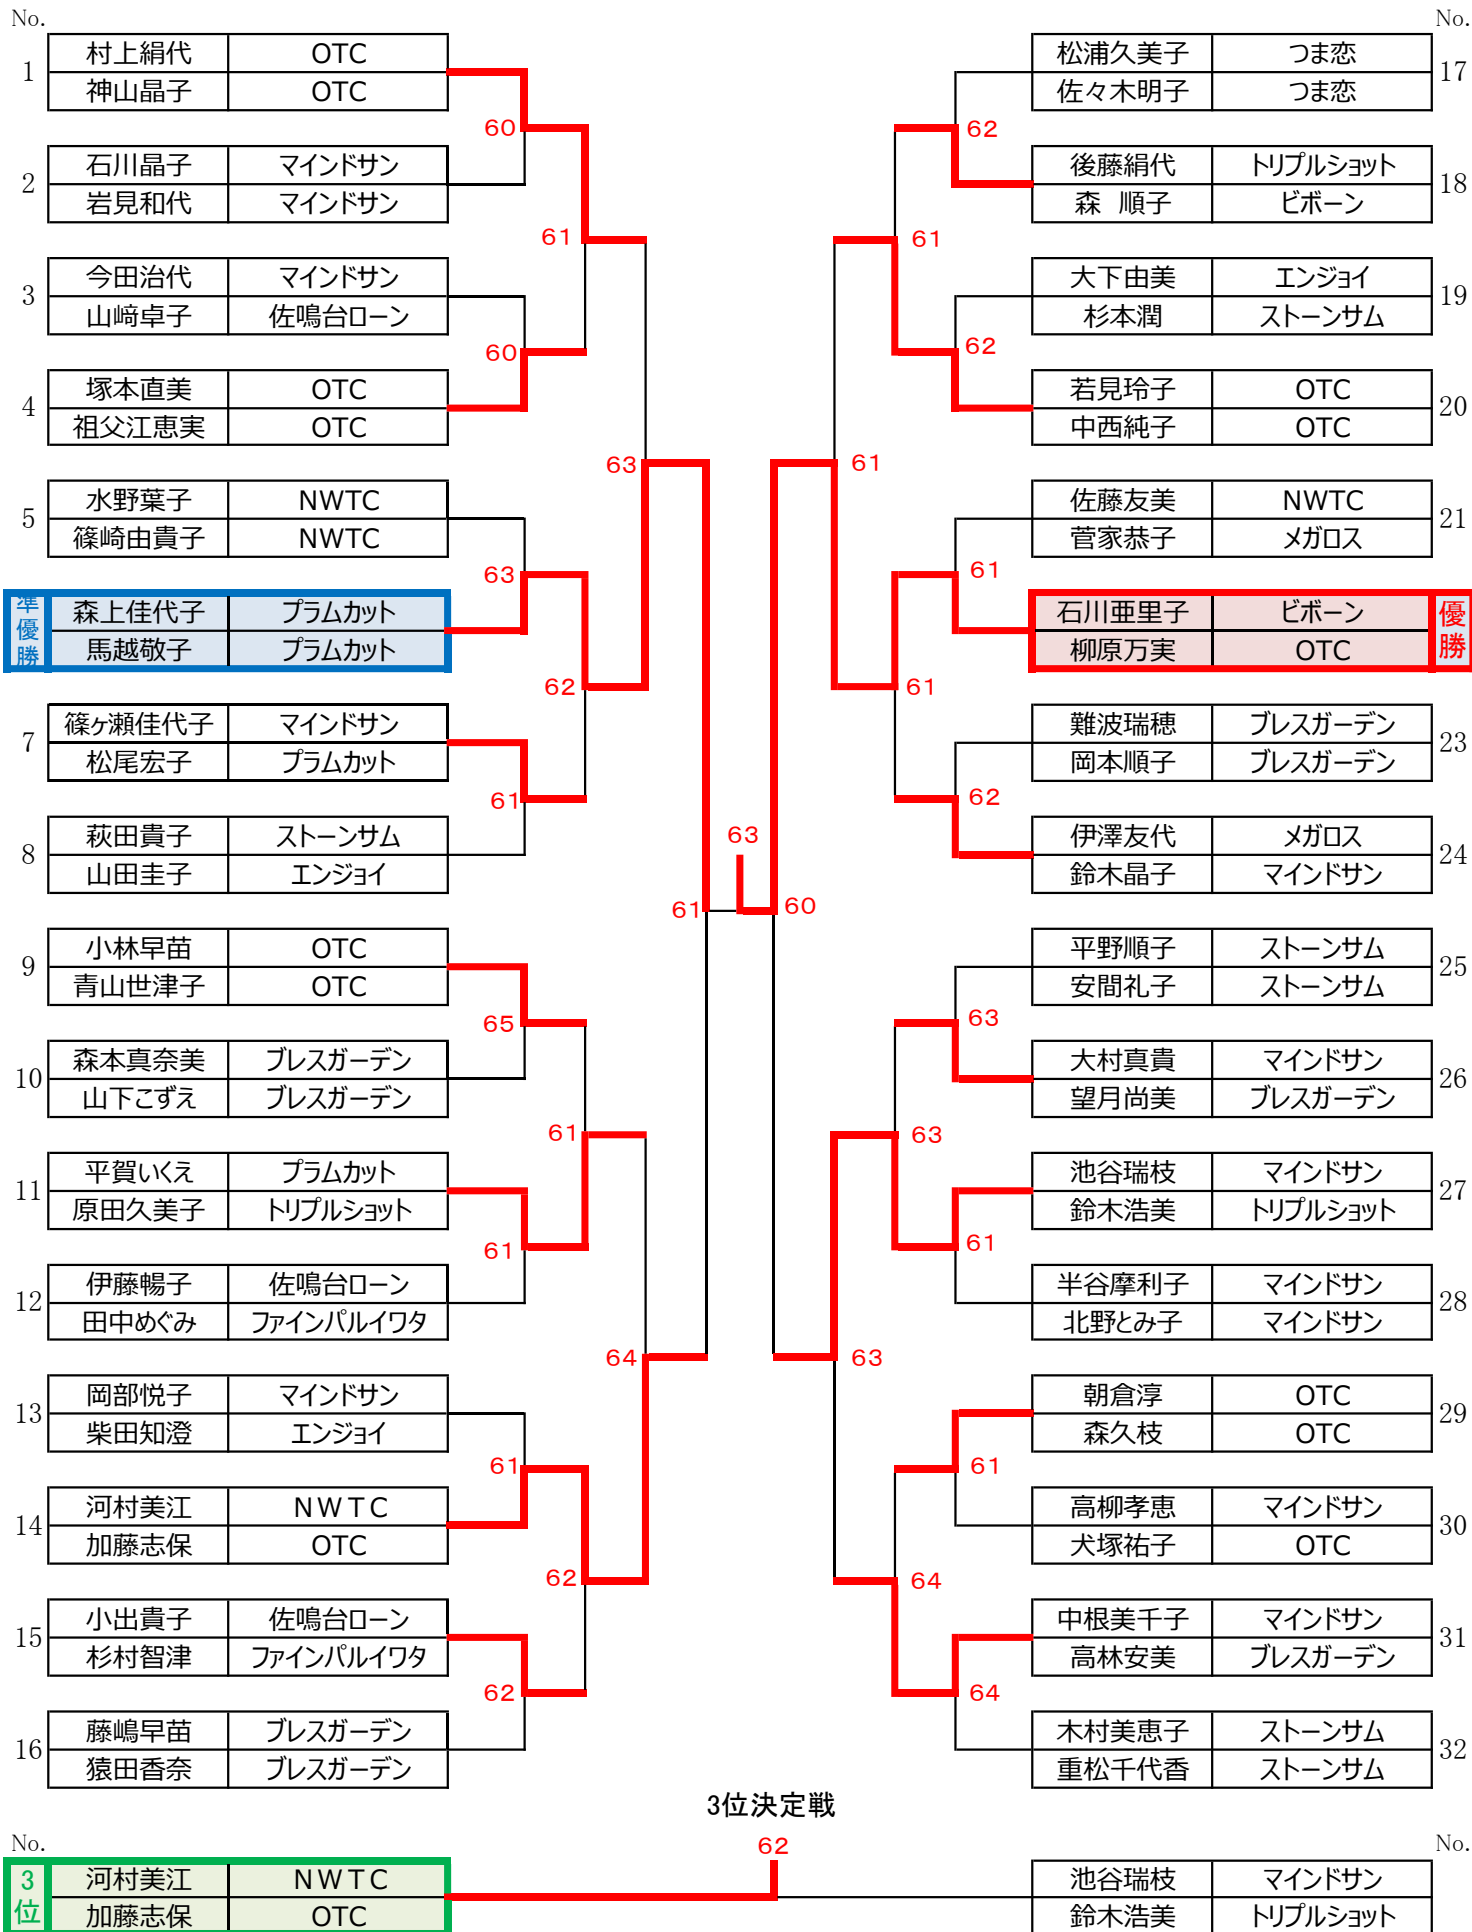 No.
No.
1 村上絹代 OTC
神山晶子 OTC
60
2 石川晶子 マインドサン
岩見和代 マインドサン
61
3 今田治代 マインドサン
山﨑卓子 佐鳴台ローン
60
4 塚本直美 OTC
祖父江恵実 OTC
63
5 水野葉子 NWTC
篠崎由貴子 NWTC
63
準優勝 森上佳代子 プラムカット
馬越敬子 プラムカット
62
7 篠ヶ瀬佳代子 マインドサン
松尾宏子 プラムカット
61
8 萩田貴子 ストーンサム
山田圭子 エンジョイ
61
9 小林早苗 OTC
青山世津子 OTC
65
10 森本真奈美 ブレスガーデン
山下こずえ ブレスガーデン
61
11 平賀いくえ プラムカット
原田久美子 トリプルショット
61
12 伊藤暢子 佐鳴台ローン
田中めぐみ ファインパルイワタ
64
13 岡部悦子 マインドサン
柴田知澄 エンジョイ
61
14 河村美江 NWTC
加藤志保 OTC
62
15 小出貴子 佐鳴台ローン
杉村智津 ファインパルイワタ
62
16 藤嶋早苗 ブレスガーデン
猿田香奈 ブレスガーデン
63
松浦久美子 つま恋 17
佐々木明子 つま恋
62
後藤絹代 トリプルショット 18
森 順子 ビボーン
61
大下由美 エンジョイ 19
杉本潤 ストーンサム
62
若見玲子 OTC 20
中西純子 OTC
61
佐藤友美 NWTC 21
菅家恭子 メガロス
61
石川亜里子 ビボーン 優勝
柳原万実 OTC
61
難波瑞穂 ブレスガーデン 23
岡本順子 ブレスガーデン
62
伊澤友代 メガロス 24
鈴木晶子 マインドサン
60
平野順子 ストーンサム 25
安間礼子 ストーンサム
63
大村真貴 マインドサン 26
望月尚美 ブレスガーデン
63
池谷瑞枝 マインドサン 27
鈴木浩美 トリプルショット
61
半谷摩利子 マインドサン 28
北野とみ子 マインドサン
63
朝倉淳 OTC 29
森久枝 OTC
61
高柳孝恵 マインドサン 30
犬塚祐子 OTC
64
中根美千子 マインドサン 31
高林安美 ブレスガーデン
64
木村美恵子 ストーンサム 32
重松千代香 ストーンサム
3位決定戦
No.
62
No.
3位 河村美江 NWTC
加藤志保 OTC
池谷瑞枝 マインドサン
鈴木浩美 トリプルショット